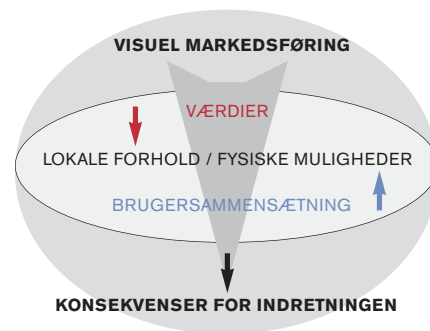 VISUEL MARKEDSFØRING
VÆRDIER
LOKALE FORHOLD / FYSISKE MULIGHEDER
BRUGERSAMMENSÆTNING
KONSEKVENSER FOR INDRETNINGEN